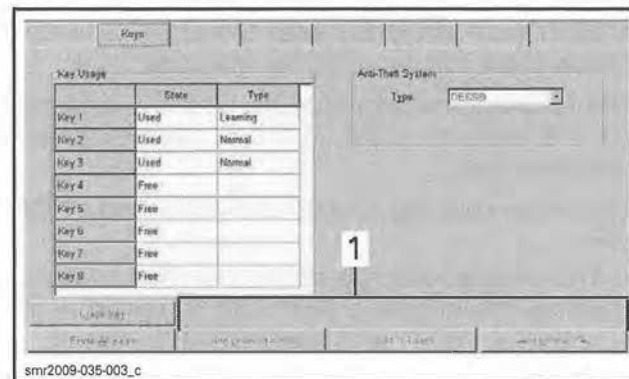 Keys
Key Usage
State Type
Key 1 Used Learning
Key 2 Used Normal
Key 3 Used Normal
Key 4 Free
Key 5 Free
Key 6 Free
Key 7 Free
Key 8 Free
Anti-Theft System
Type
1
smr2009-035-003_c